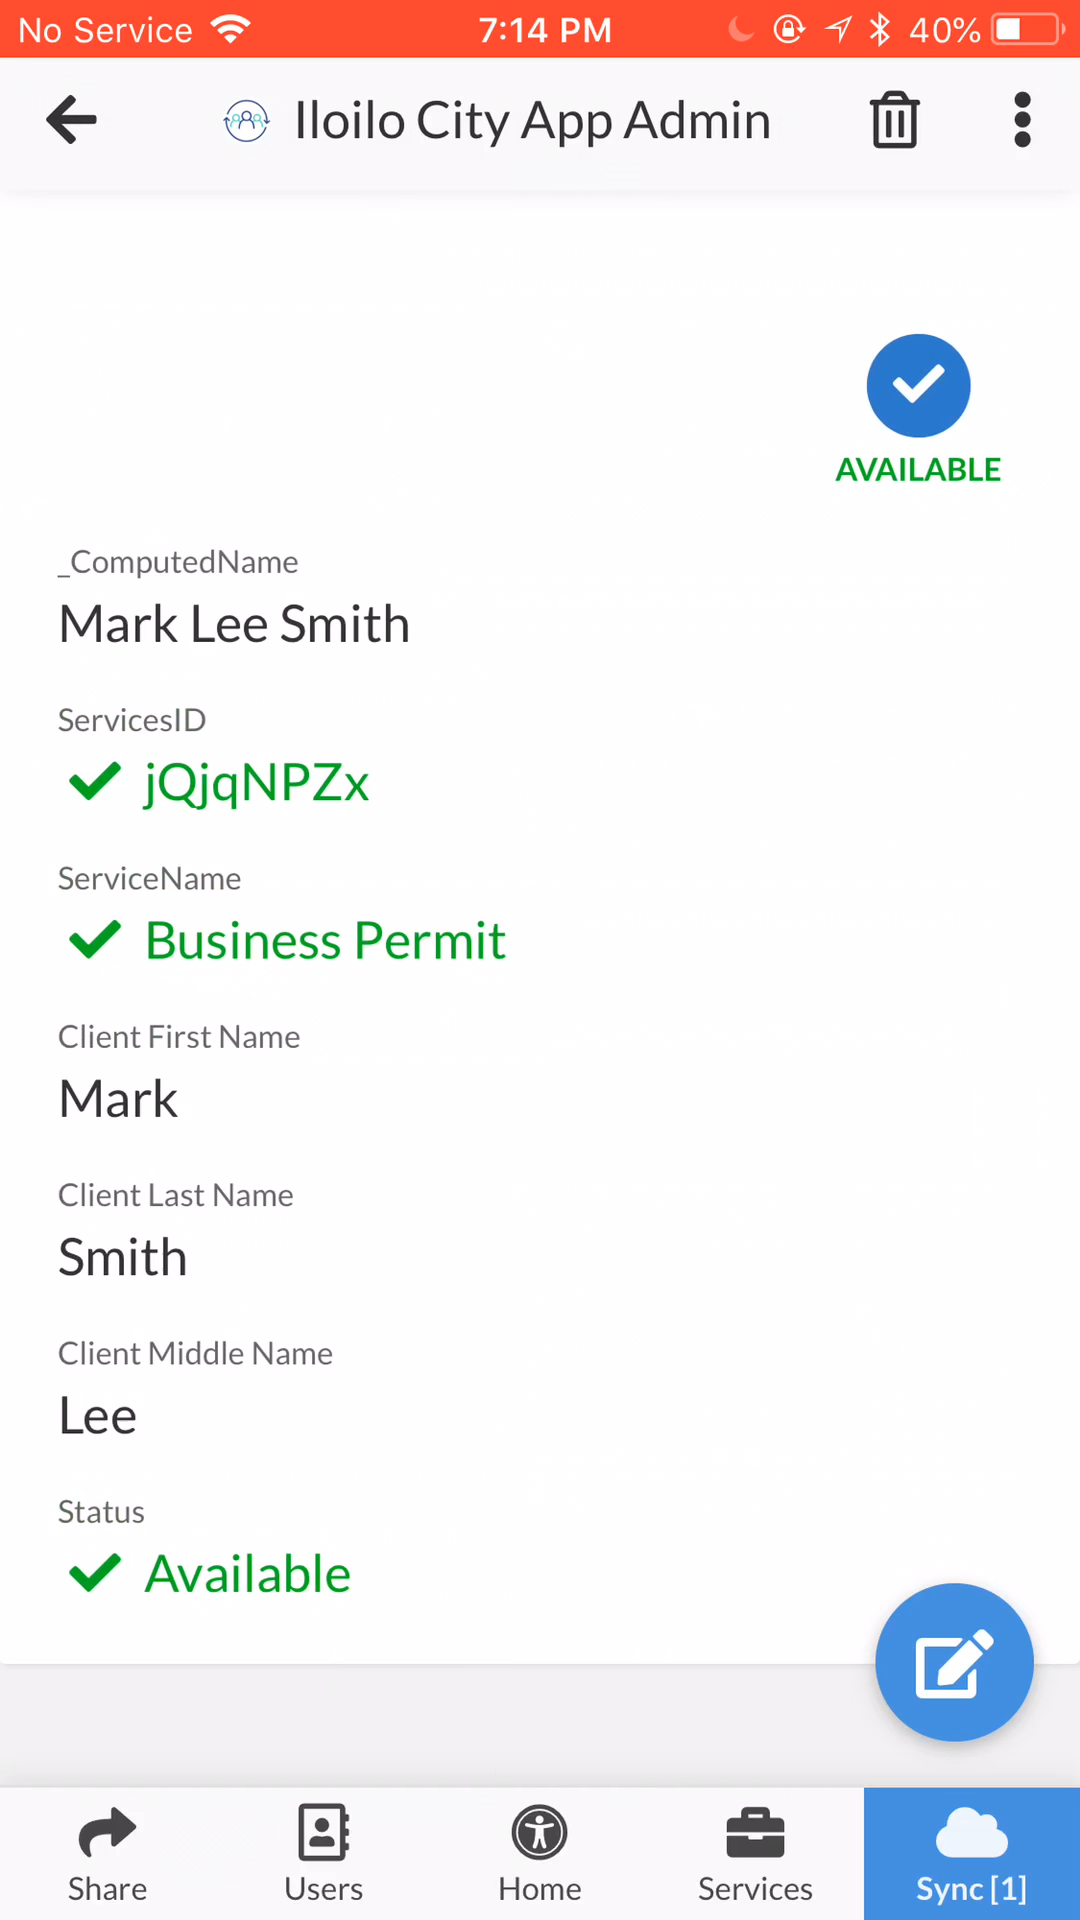 No Service 7:14 PM 40%
Iloilo City App Admin
AVAILABLE
_ComputedName
Mark Lee Smith
ServicesID
jQjqNPZx
ServiceName
Business Permit
Client First Name
Mark
Client Last Name
Smith
Client Middle Name
Lee
Status
Available
Share Users Home Services Sync [1]